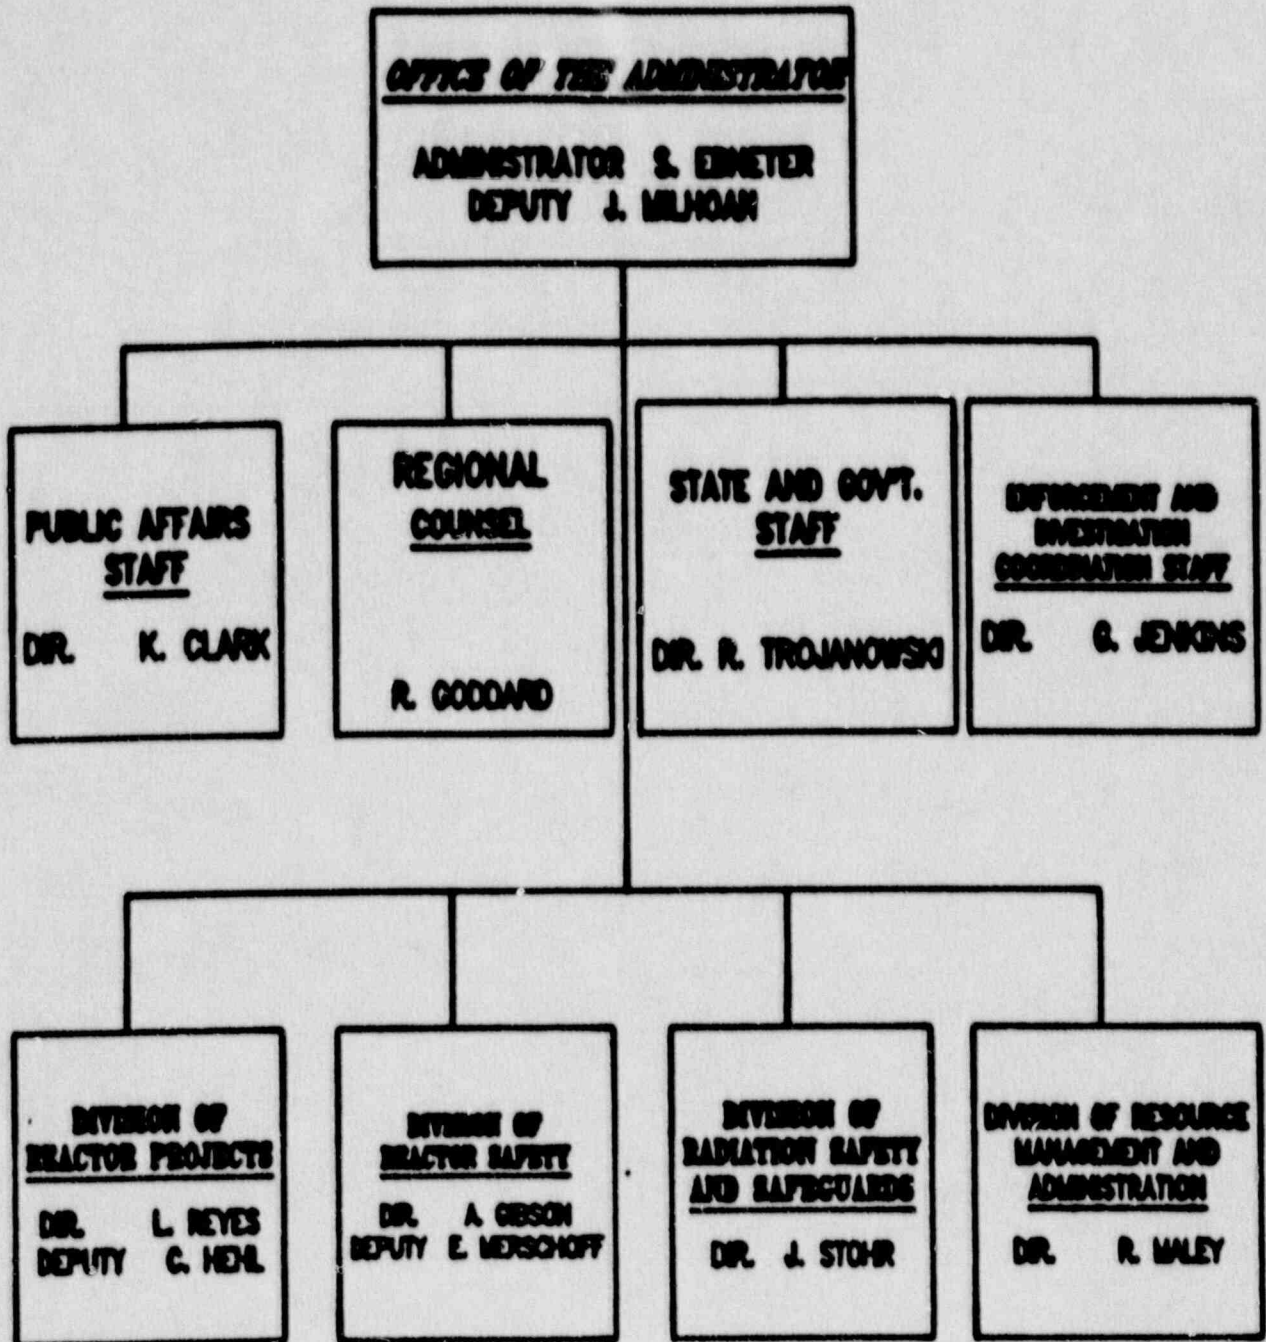 OFFICE OF THE ADMINISTRATOR
ADMINISTRATOR S. EBNETER
DEPUTY J. MILHOAN
PUBLIC AFFAIRS
STAFF
DIR. K. CLARK
REGIONAL
COUNSEL
R. GODDARD
STATE AND GOV'T.
STAFF
DIR. R. TROJANOWSKI
ENFORCEMENT AND
INVESTIGATION
COORDINATION STAFF
DIR. G. JENKINS
DIVISION OF
REACTOR PROJECTS
DIR. L. REYES
DEPUTY C. HEHL
DIVISION OF
REACTOR SAFETY
DIR. A. GIBSON
DEPUTY E. MERSCHOFF
DIVISION OF
RADIATION SAFETY
AND SAFEGUARDS
DIR. J. STOHR
DIVISION OF RESOURCE
MANAGEMENT AND
ADMINISTRATION
DIR. R. MALEY